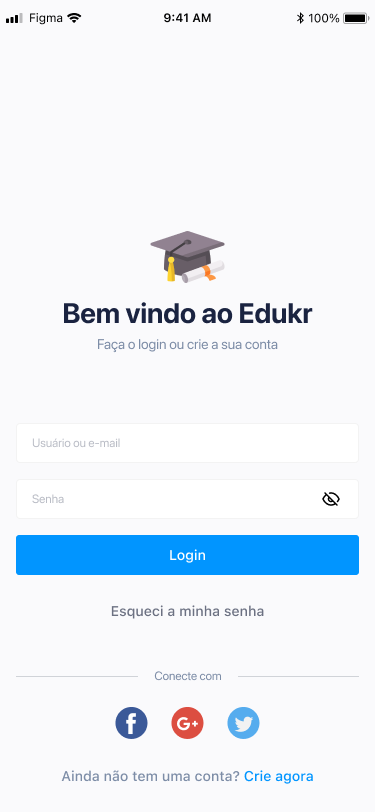 Figma 9:41 AM 100%
Bem vindo ao Edukr
Faça o login ou crie a sua conta
Usuário ou e-mail
Senha
Login
Esqueci a minha senha
Conecte com
f G+
Ainda não tem uma conta? Crie agora